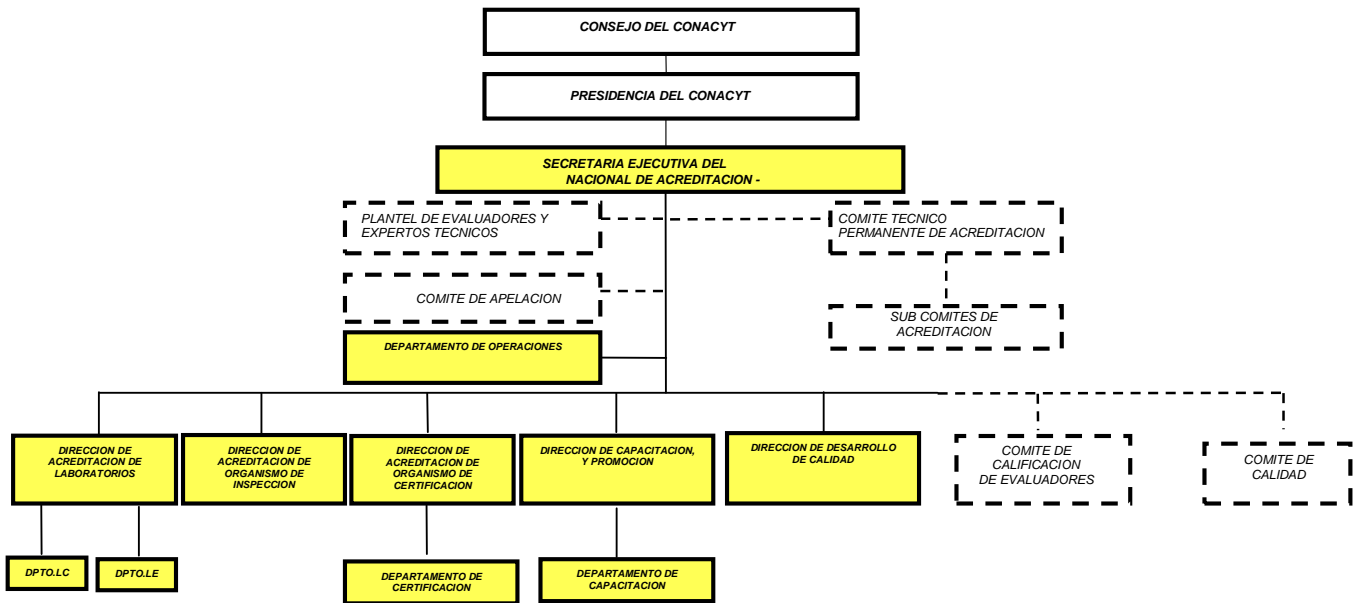 CONSEJO DEL CONACYT
PRESIDENCIA DEL CONACYT
SECRETARIA EJECUTIVA DEL
NACIONAL DE ACREDITACION -
PLANTEL DE EVALUADORES Y
EXPERTOS TECNICOS
COMITE TECNICO
PERMANENTE DE ACREDITACION
COMITE DE APELACION
SUB COMITES DE
ACREDITACION
DEPARTAMENTO DE OPERACIONES
DIRECCION DE
ACREDITACION DE
LABORATORIOS
DIRECCION DE
ACREDITACION DE
ORGANISMO DE
INSPECCION
DIRECCION DE
ACREDITACION DE
ORGANISMO DE
CERTIFICACION
DIRECCION DE CAPACITACION,
Y PROMOCION
DIRECCION DE DESARROLLO
DE CALIDAD
COMITE DE
CALIFICACION
DE EVALUADORES
COMITE DE
CALIDAD
DPTO.LC
DPTO.LE
DEPARTAMENTO DE
CERTIFICACION
DEPARTAMENTO DE
CAPACITACION